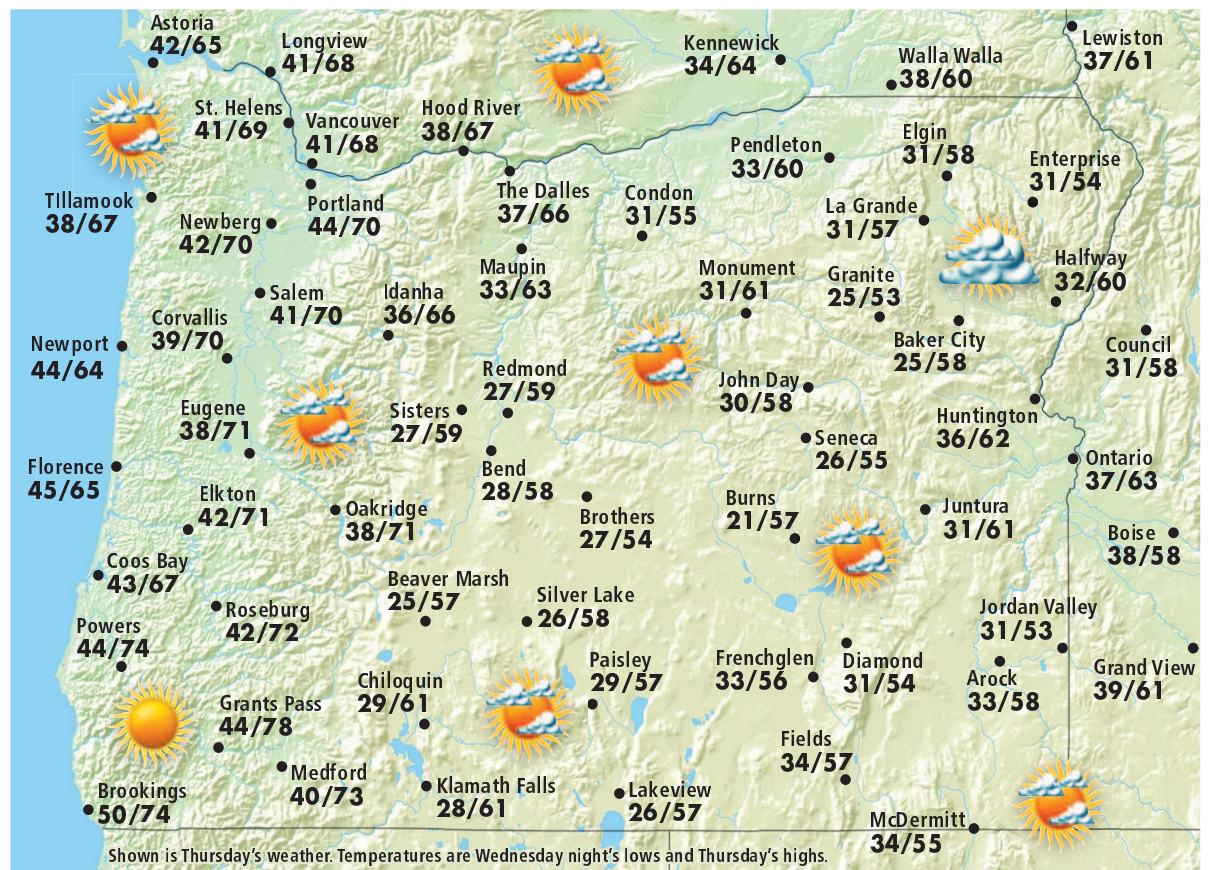 Astoria
42/65
Longview
41/68
Kennewick
34/64
Walla Walla
38/60
Lewiston
37/61
St. Helens
41/69
Vancouver
41/68
Hood River
38/67
Pendleton
33/60
Elgin
31/58
Enterprise
31/54
TIllamook
38/67
Newberg
42/70
Portland
44/70
The Dalles
37/66
Condon
31/55
La Grande
31/57
Maupin
33/63
Monument
31/61
Granite
25/53
Halfway
32/60
Salem
41/70
Idanha
36/66
Corvallis
39/70
Newport
44/64
Baker City
25/58
Council
31/58
Redmond
27/59
John Day
30/58
Eugene
38/71
Sisters
27/59
Huntington
36/62
Seneca
26/55
Florence
45/65
Bend
28/58
Ontario
37/63
Elkton
42/71
Oakridge
38/71
Brothers
27/54
Burns
21/57
Juntura
31/61
Boise
38/58
Coos Bay
43/67
Beaver Marsh
25/57
Silver Lake
26/58
Roseburg
42/72
Jordan Valley
31/53
Powers
44/74
Paisley
29/57
Frenchglen
33/56
Diamond
31/54
Arock
33/58
Grand View
39/61
Chiloquin
29/61
Grants Pass
44/78
Fields
34/57
Medford
40/73
Klamath Falls
28/61
Lakeview
26/57
Brookings
50/74
McDermitt
34/55
Shown is Thursday's weather. Temperatures are Wednesday night's lows and Thursday's highs.